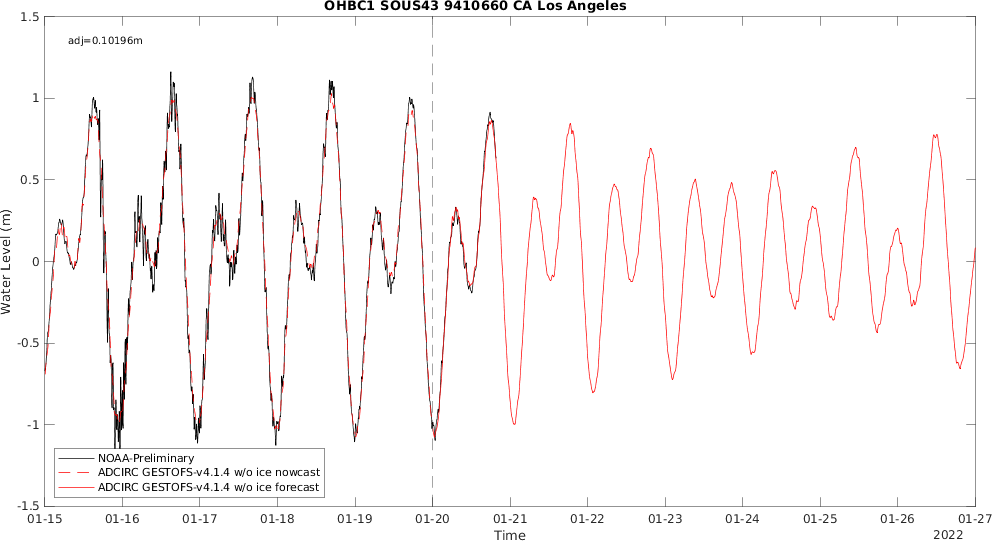 OHBC1 SOUS43 9410660 CA Los Angeles
adj=0.10196m
1.5
1
0.5
0
-0.5
-1
-1.5
Water Level (m)
NOAA-Preliminary
ADCIRC GESTOFS-v4.1.4 w/o ice nowcast
ADCIRC GESTOFS-v4.1.4 w/o ice forecast
01-15 01-16 01-17 01-18 01-19 01-20 01-21 01-22 01-23 01-24 01-25 01-26 01-27
Time
2022